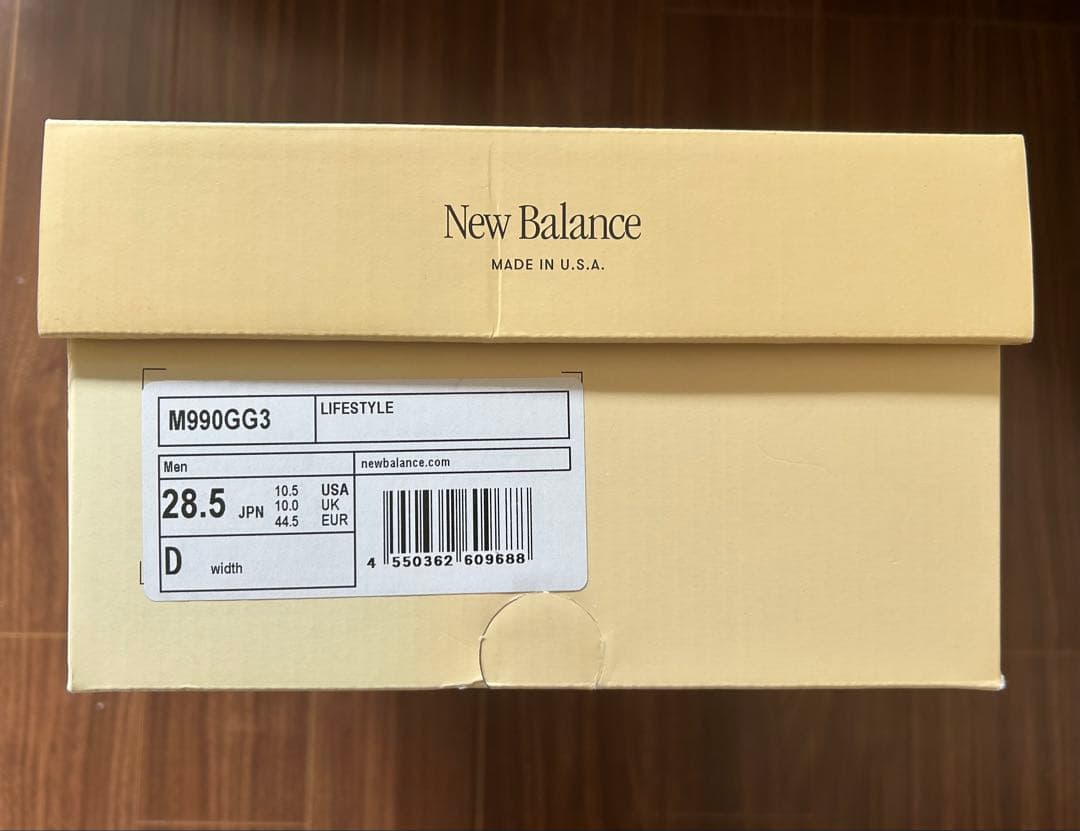 New Balance
MADE IN U.S.A.
M990GG3
LIFESTYLE
Men
newbalance.com
28.5 JPN
10.5 USA
10.0 UK
44.5 EUR
D width
4 550362 609688